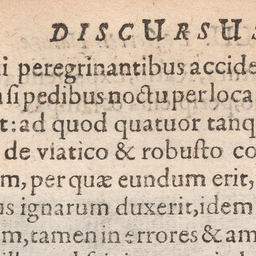 DISCURSUS
i peregrinantibus accide
u si pedibus noctu per loca
t: ad quod quatuor tanq
de viatico & robusto co
m, per quæ eundum erit,
us ignarum duxerit, idem
m, tamen in errores & am